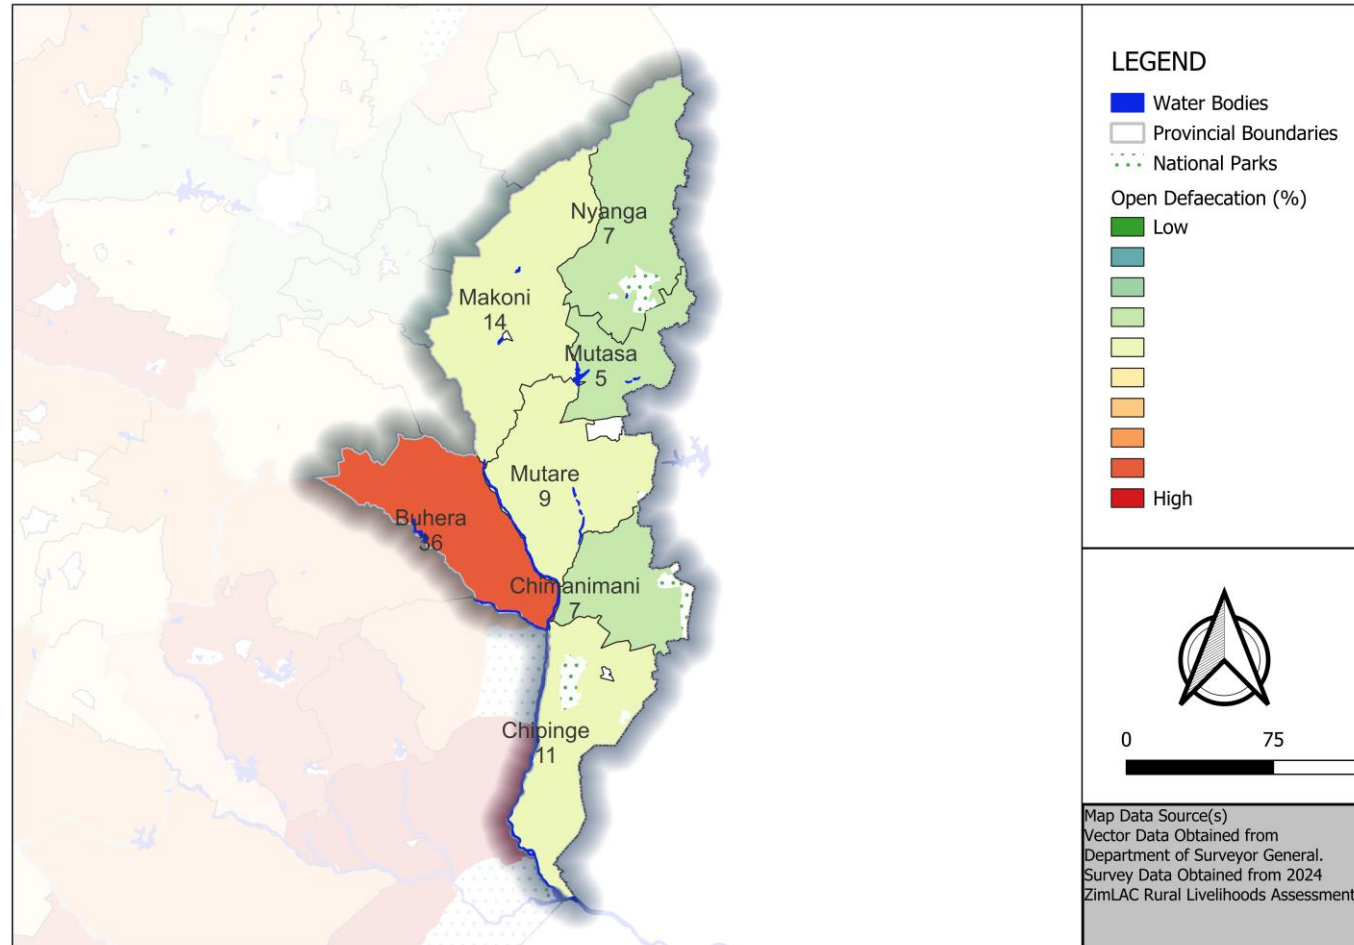 Nyanga
7
Makoni
14
Mutasa
5
Mutare
9
Buhera
36
Chimanimani
7
Chipinge
11
LEGEND
Water Bodies
Provincial Boundaries
National Parks
Open Defaecation (%)
Low
High
0 75
Map Data Source(s)
Vector Data Obtained from
Department of Surveyor General.
Survey Data Obtained from 2024
ZimLAC Rural Livelihoods Assessment